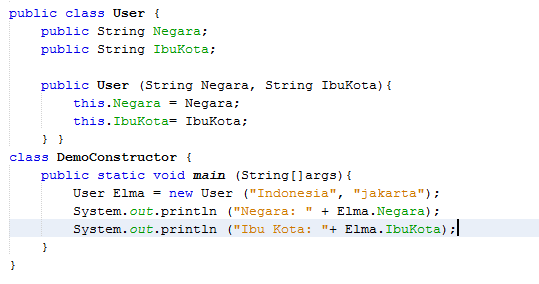 public class User {
public String Negara;
public String IbuKota;
public User (String Negara, String IbuKota){
this.Negara = Negara;
this.IbuKota= IbuKota;
} }
class DemoConstructor {
public static void main (String[]args){
User Elma = new User ("Indonesia", "jakarta");
System.out.println ("Negara: " + Elma.Negara);
System.out.println ("Ibu Kota: "+ Elma.IbuKota);
}
}